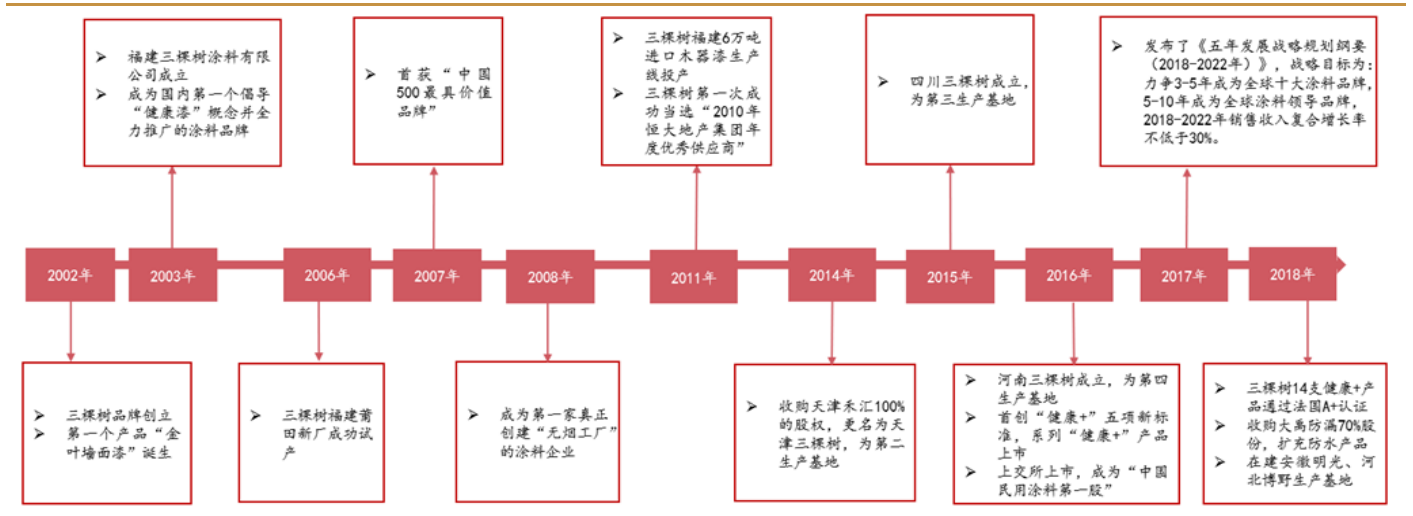 福建三棵树涂料有限
公司成立
成为国内第一个倡导
“健康漆”概念并全
力推广的涂料品牌
首获“中国
500最具价值
品牌”
三棵树福建6万吨
进口木器漆生产
线投产
三棵树第一次成
功当选“2010年
恒大地产集团年
度优秀供应商”
四川三棵树成立，
为第三生产基地
发布了《五年发展战略规划纲要
（2018-2022年）》，战略目标为：
力争3-5年成为全球十大涂料品牌，
5-10年成为全球涂料领导品牌，
2018-2022年销售收入复合增长率
不低于30%。
2002年
2003年
2006年
2007年
2008年
2011年
2014年
2015年
2016年
2017年
2018年
三棵树品牌创立
第一个产品“金
叶墙面漆”诞生
三棵树福建莆
田新厂成功试
产
成为第一家真正
创建“无烟工厂”
的涂料企业
收购天津禾汇100%
的股权，更名为天
津三棵树，为第二
生产基地
河南三棵树成立，为第四
生产基地
首创“健康+”五项新标
准，系列“健康+”产品
上市
上交所上市，成为“中国
民用涂料第一股”
三棵树14支健康+产
品通过法国A+认证
收购大禹防漏70%股
份，扩充防水产品
在建安徽明光、河
北博野生产基地